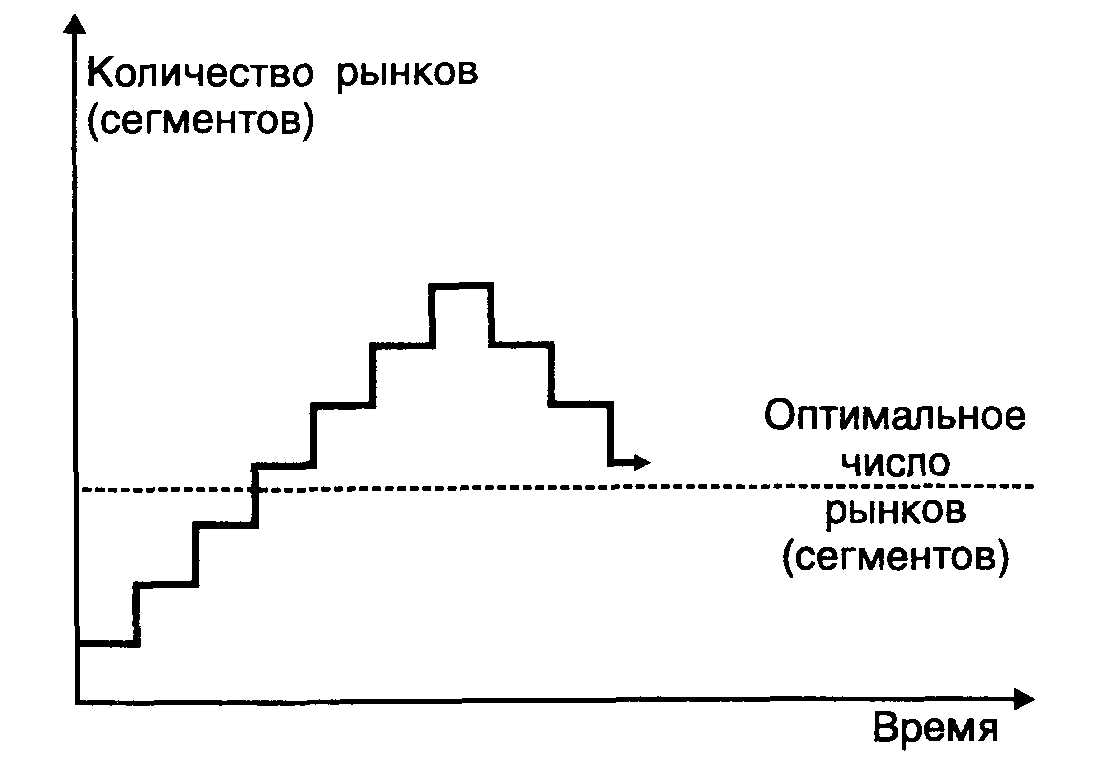 Количество рынков
(сегментов)
Оптимальное
число
рынков
(сегментов)
Время